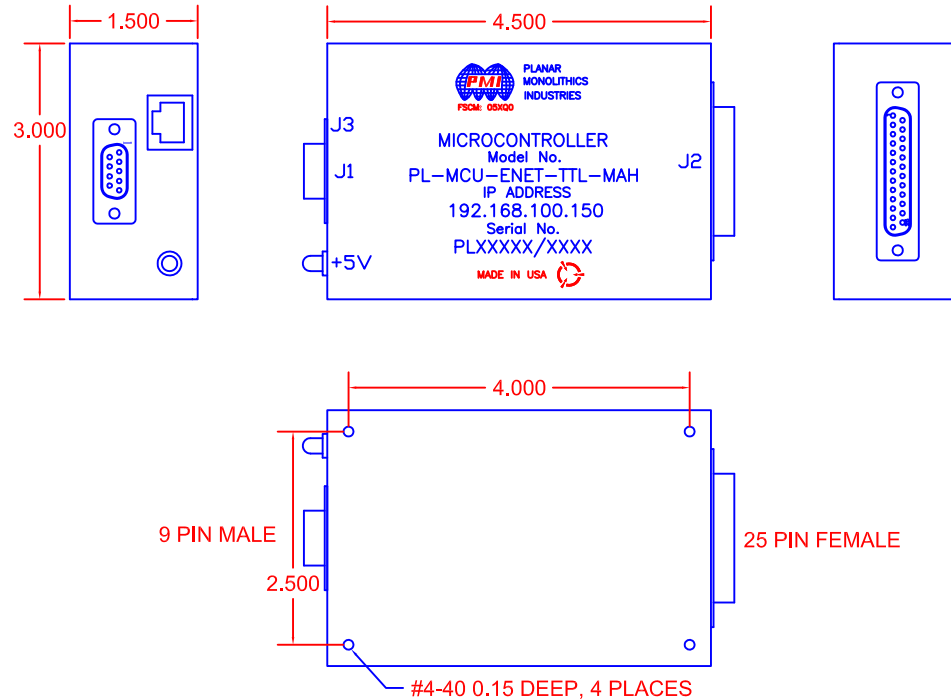 1.500
4.500
3.000
PMI
FSCM: 05XQ0
PLANAR
MONOLITHICS
INDUSTRIES
J3
J1
J2
MICROCONTROLLER
Model No.
PL-MCU-ENET-TTL-MAH
IP ADDRESS
192.168.100.150
Serial No.
PLXXXXX/XXXX
+5V
MADE IN USA
1
4.000
9 PIN MALE
2.500
25 PIN FEMALE
#4-40 0.15 DEEP, 4 PLACES